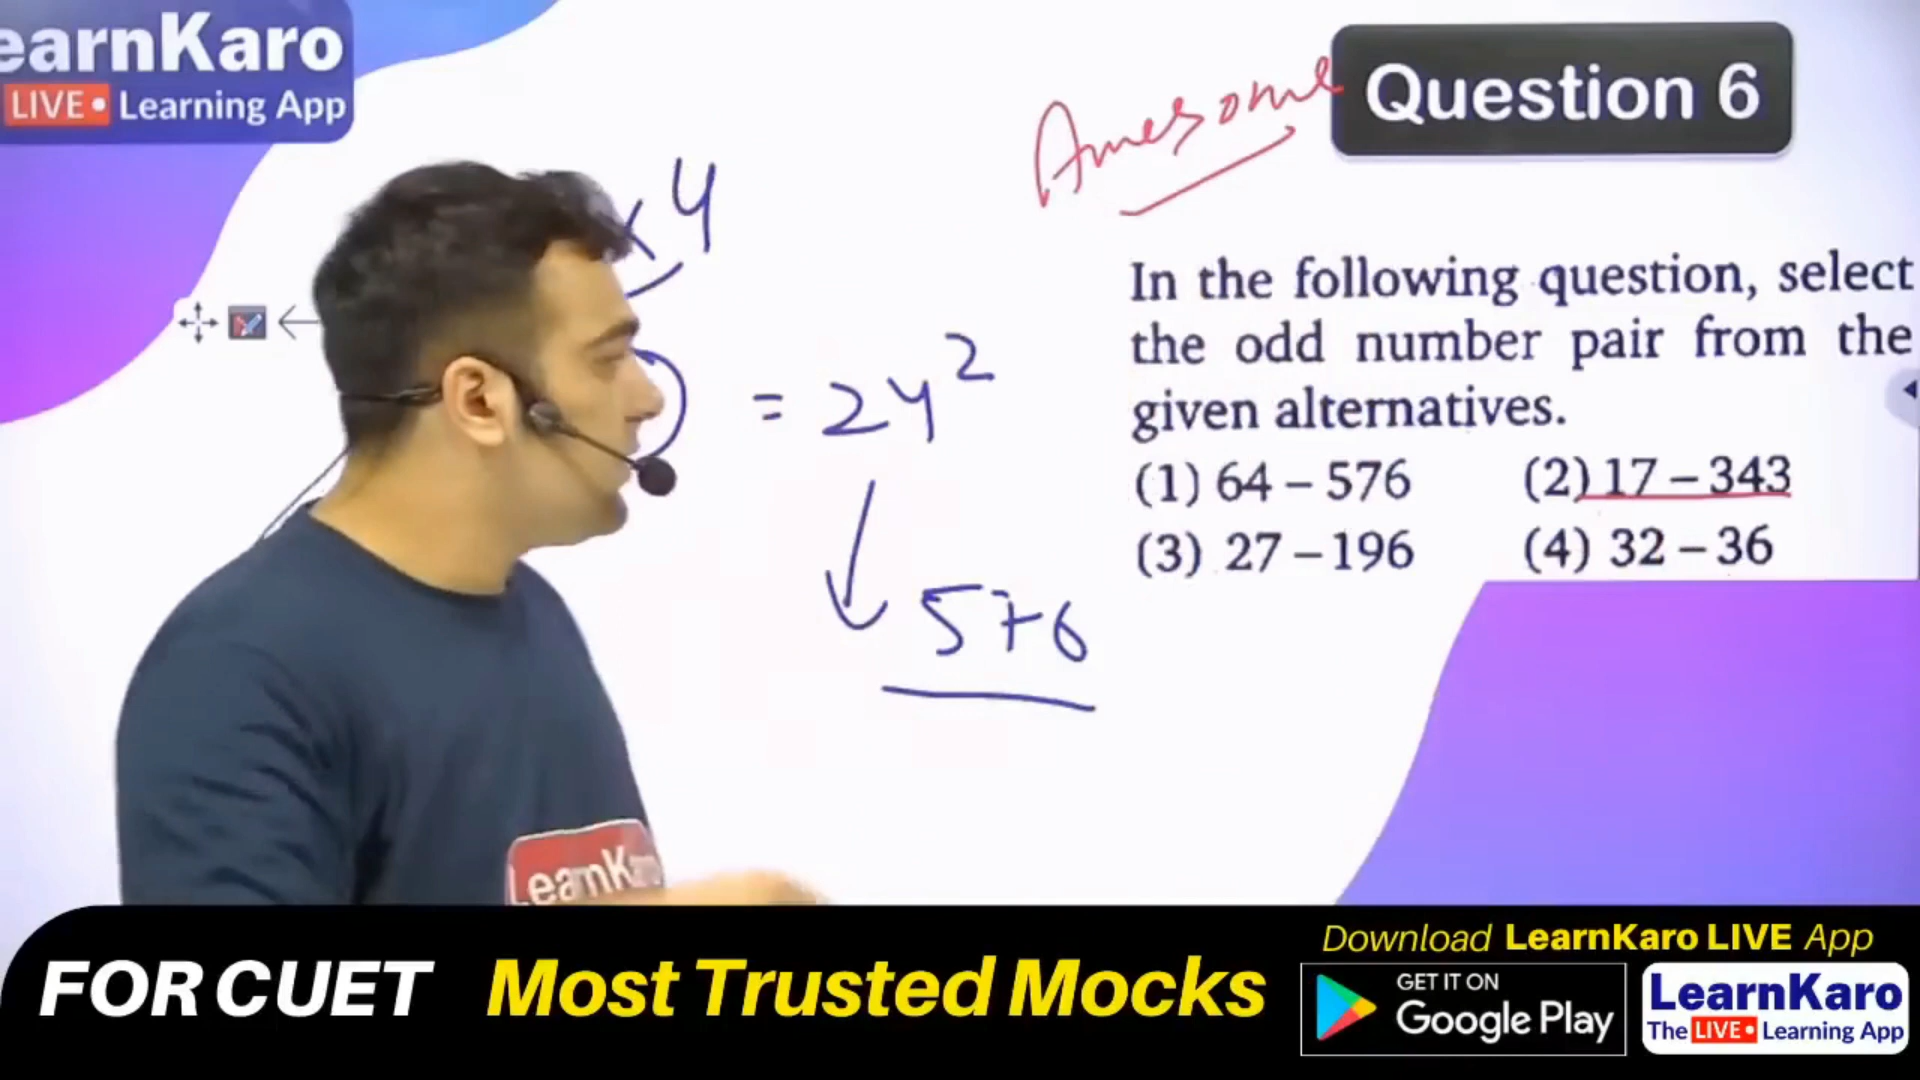 earnKaro
LIVE • Learning App
Awesome
Question 6
x 4
= 24²
576
In the following question, select
the odd number pair from the
given alternatives.
(1) 64 – 576 (2) 17 – 343
(3) 27 – 196 (4) 32 – 36
LearnKaro
FOR CUET Most Trusted Mocks
Download LearnKaro LIVE App
GET IT ON
Google Play
LearnKaro
The LIVE • Learning App